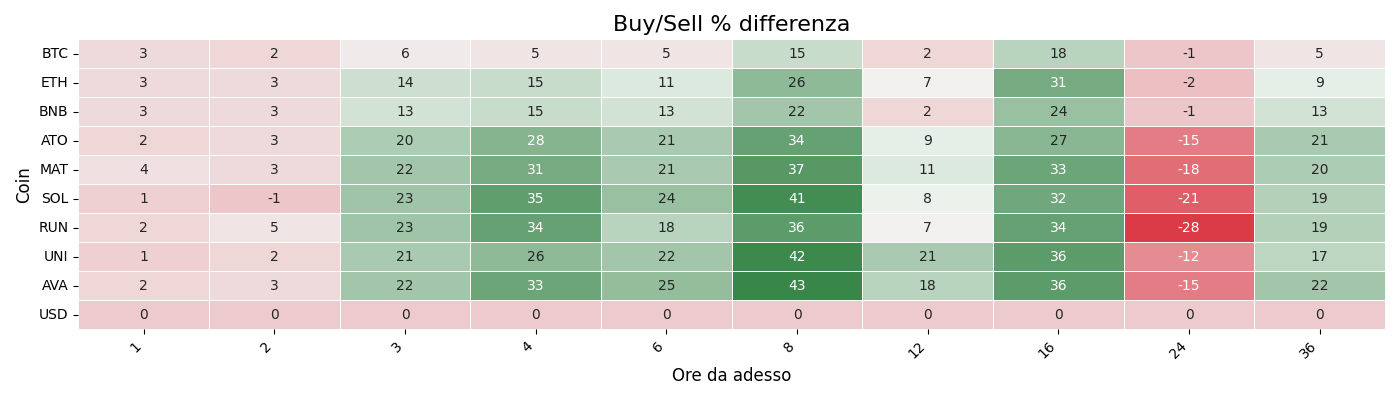 Buy/Sell % differenza
Coin
BTC 3 2 6 5 5 15 2 18 -1 5
ETH 3 3 14 15 11 26 7 31 -2 9
BNB 3 3 13 15 13 22 2 24 -1 13
ATO 2 3 20 28 21 34 9 27 -15 21
MAT 4 3 22 31 21 37 11 33 -18 20
SOL 1 -1 23 35 24 41 8 32 -21 19
RUN 2 5 23 34 18 36 7 34 -28 19
UNI 1 2 21 26 22 42 21 36 -12 17
AVA 2 3 22 33 25 43 18 36 -15 22
USD 0 0 0 0 0 0 0 0 0 0
1 2 3 4 6 8 12 16 24 36
Ore da adesso